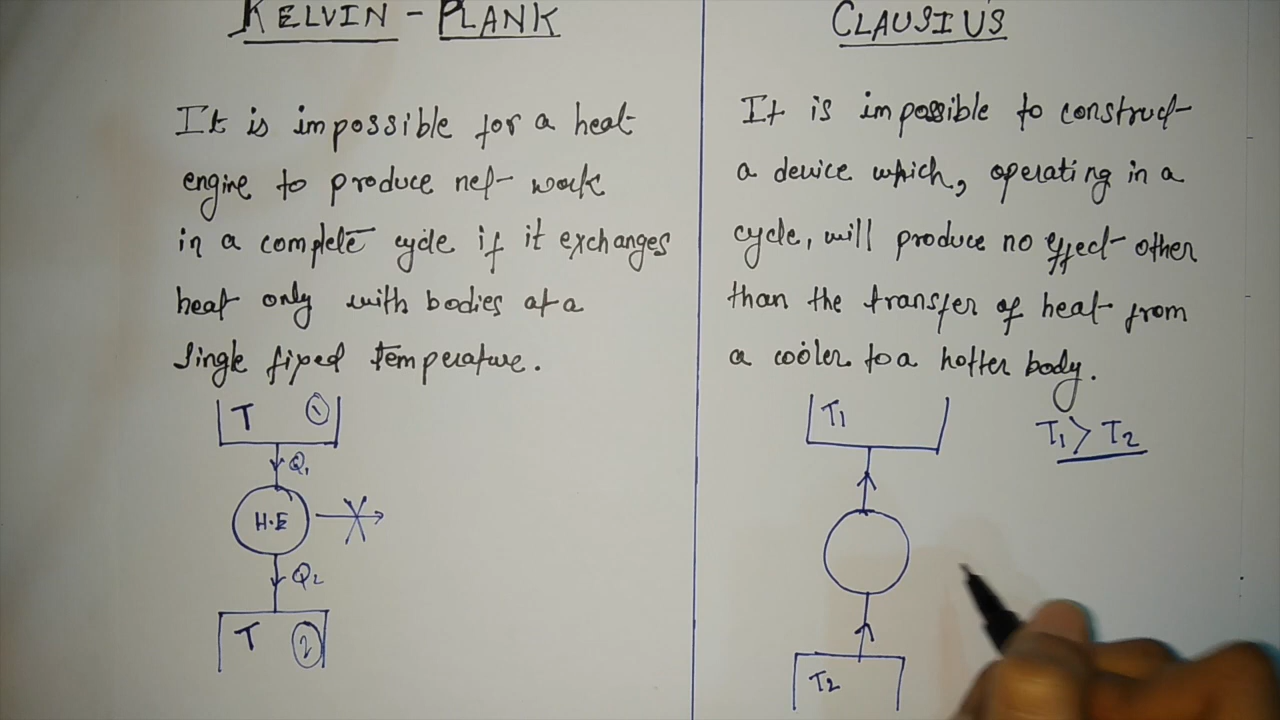 KELVIN - PLANK
It is impossible for a heat
engine to produce net work
in a complete cycle if it exchanges
heat only with bodies at a
single fixed temperature.
T 1
Q1
H.E
Q2
T 2
CLAUSIUS
It is impossible to construct
a device which, operating in a
cycle, will produce no effect other
than the transfer of heat from
a cooler to a hotter body.
T1
T1 > T2
T2